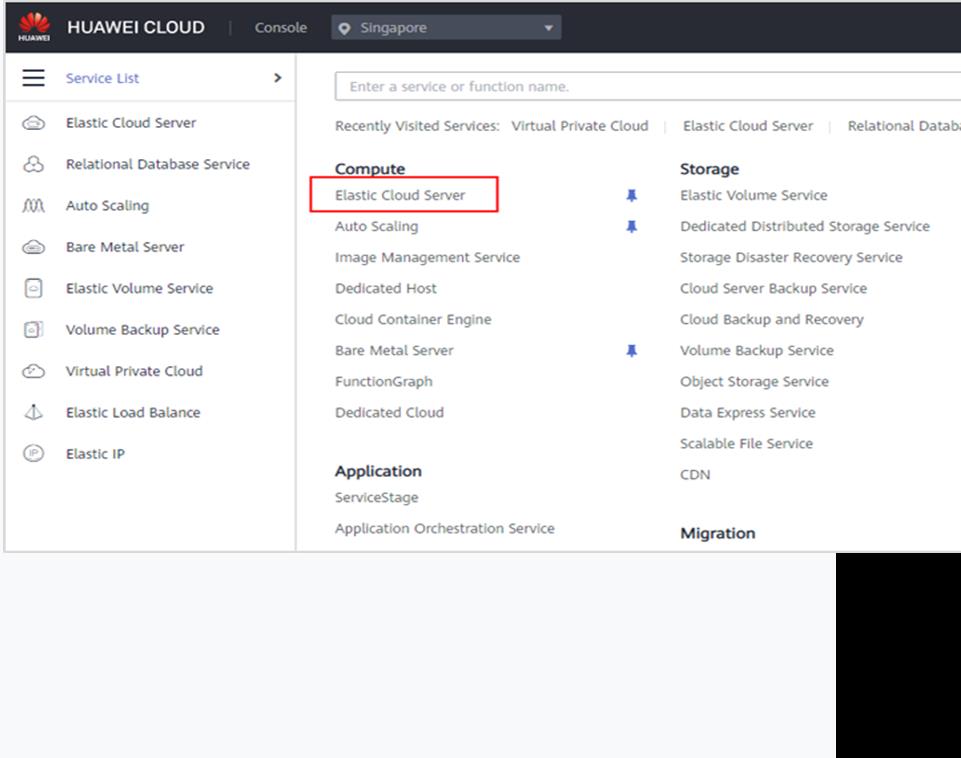 HUAWEI
HUAWEI CLOUD | Console Singapore
Service List
Elastic Cloud Server
Relational Database Service
Auto Scaling
Bare Metal Server
Elastic Volume Service
Volume Backup Service
Virtual Private Cloud
Elastic Load Balance
IP Elastic IP
Enter a service or function name.
Recently Visited Services: Virtual Private Cloud | Elastic Cloud Server | Relational Datab
Compute
Elastic Cloud Server
Auto Scaling
Image Management Service
Dedicated Host
Cloud Container Engine
Bare Metal Server
FunctionGraph
Dedicated Cloud
Application
ServiceStage
Application Orchestration Service
Storage
Elastic Volume Service
Dedicated Distributed Storage Service
Storage Disaster Recovery Service
Cloud Server Backup Service
Cloud Backup and Recovery
Volume Backup Service
Object Storage Service
Data Express Service
Scalable File Service
CDN
Migration